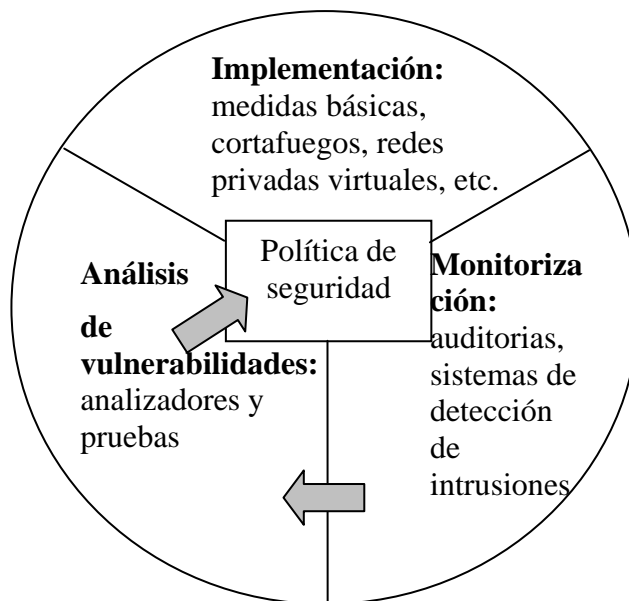 Implementación:
medidas básicas,
cortafuegos, redes
privadas virtuales, etc.
Política de
seguridad
Análisis
de
vulnerabilidades:
analizadores y
pruebas
Monitoriza
ción:
auditorias,
sistemas de
detección
de
intrusiones